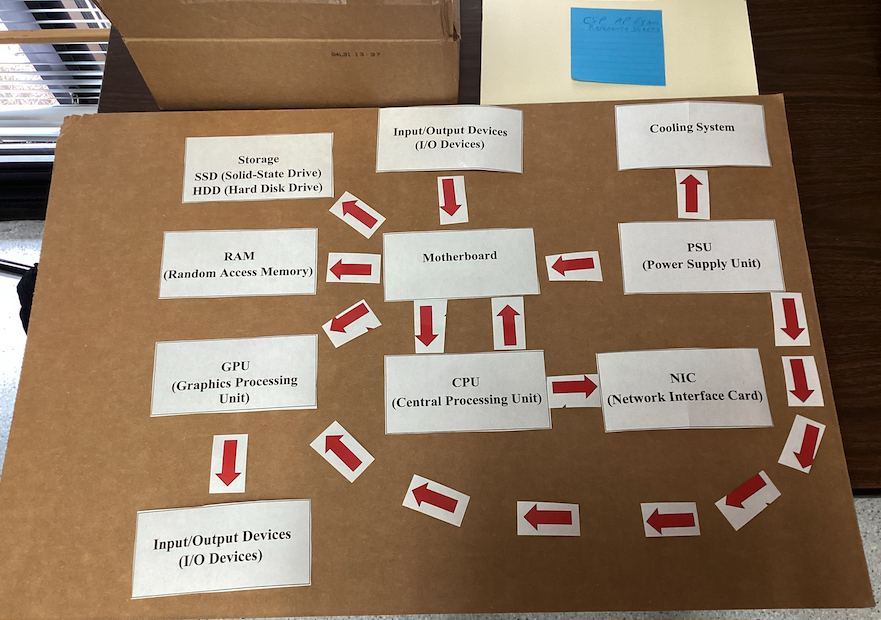 CSP AP Exam
Reference Sheets
Input/Output Devices
(I/O Devices)
Cooling System
Storage
SSD (Solid-State Drive)
HDD (Hard Disk Drive)
RAM
(Random Access Memory)
Motherboard
PSU
(Power Supply Unit)
GPU
(Graphics Processing
Unit)
CPU
(Central Processing Unit)
NIC
(Network Interface Card)
Input/Output Devices
(I/O Devices)